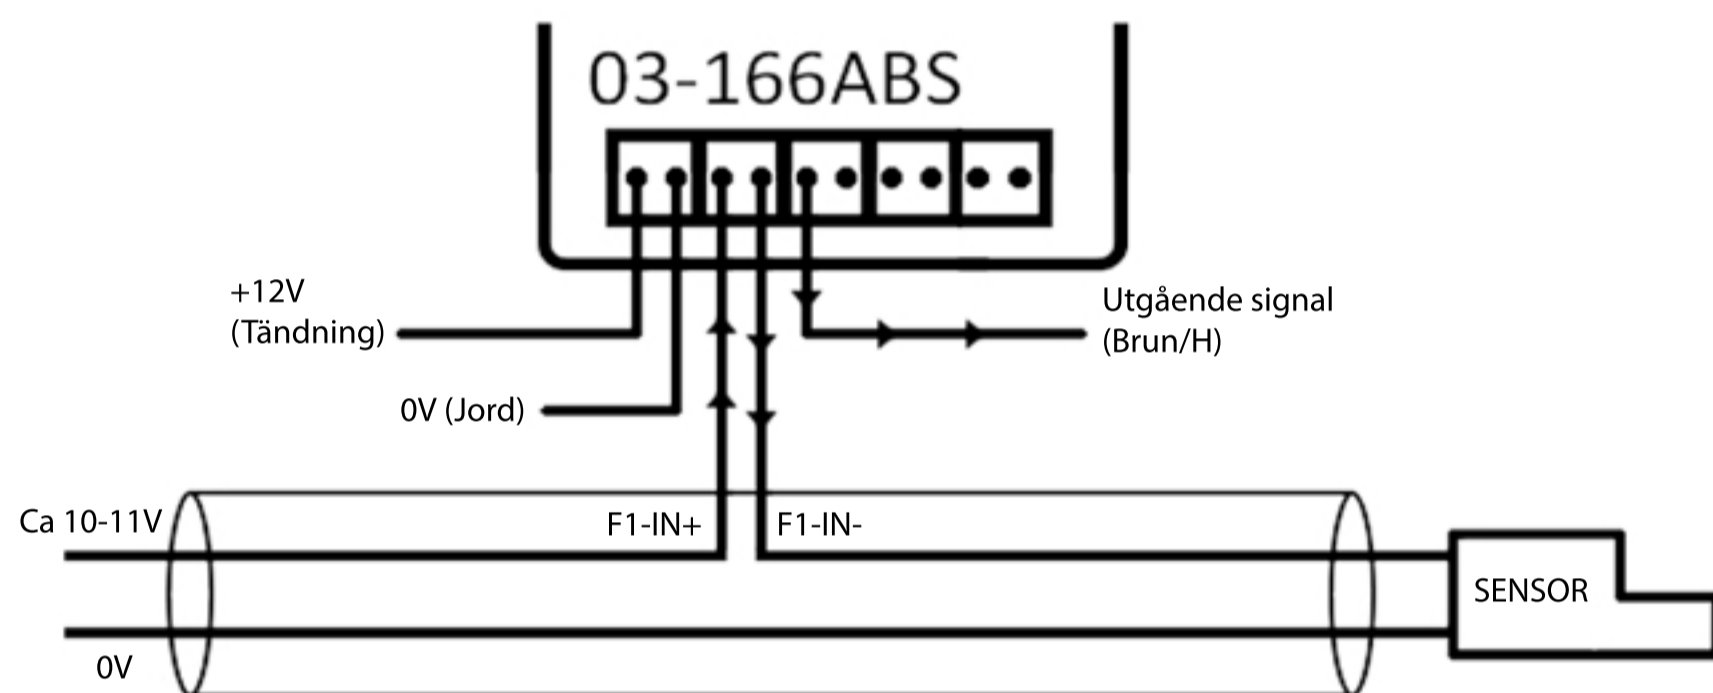 03-166ABS
+12V
(Tändning)
Utgående signal
(Brun/H)
0V (Jord)
Ca 10-11V
F1-IN+
F1-IN-
SENSOR
0V